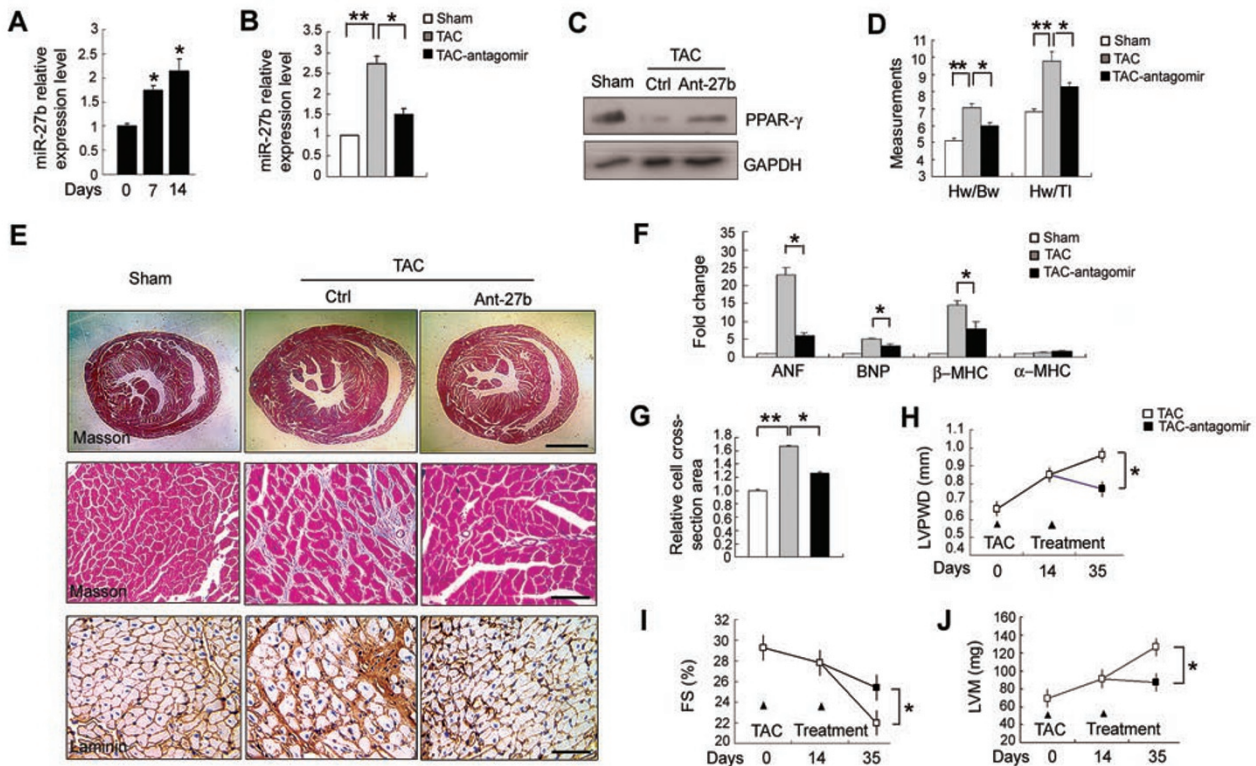 A
miR-27b relative
expression level
3
2.5
2
1.5
1
0.5
0
*
*
Days 0 7 14
B
miR-27b relative
expression level
3.5
3
2.5
2
1.5
1
0.5
0
** *
Sham
TAC
TAC-antagomir
C
TAC
Sham Ctrl Ant-27b
PPAR-γ
GAPDH
D
Measurements
11
10
9
8
7
6
5
4
3
** *
** *
Sham
TAC
TAC-antagomir
Hw/Bw Hw/Tl
E
Sham
TAC
Ctrl Ant-27b
Masson
Masson
Laminin
F
Fold change
35
30
25
20
15
10
5
0
*
*
*
Sham
TAC
TAC-antagomir
ANF BNP β-MHC α-MHC
G
Relative cell cross-
section area
1.8
1.6
1.4
1.2
1.0
0.8
0.6
0.4
0.2
0
** *
H
TAC
TAC-antagomir
LVPWD (mm)
1.1
1.0
0.9
0.8
0.7
0.6
0.5
0.4
*
TAC Treatment
Days 0 14 35
I
FS (%)
32
30
28
26
24
22
20
*
TAC Treatment
Days 0 14 35
J
LVM (mg)
160
140
120
100
80
60
40
20
*
TAC Treatment
Days 0 14 35